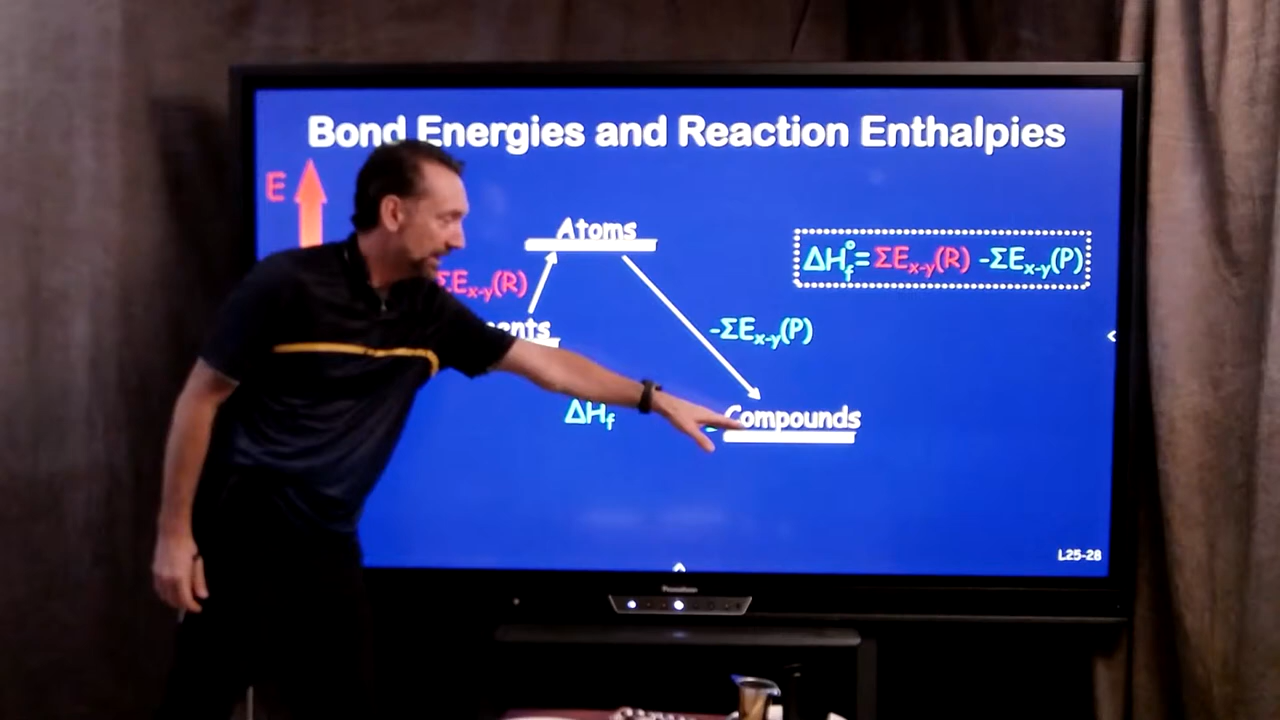 Bond Energies and Reaction Enthalpies
E
Atoms
ΔH°f = ΣEx-y(R) -ΣEx-y(P)
ΣEx-y(R)
-ΣEx-y(P)
ΔHf
Compounds
L25-28